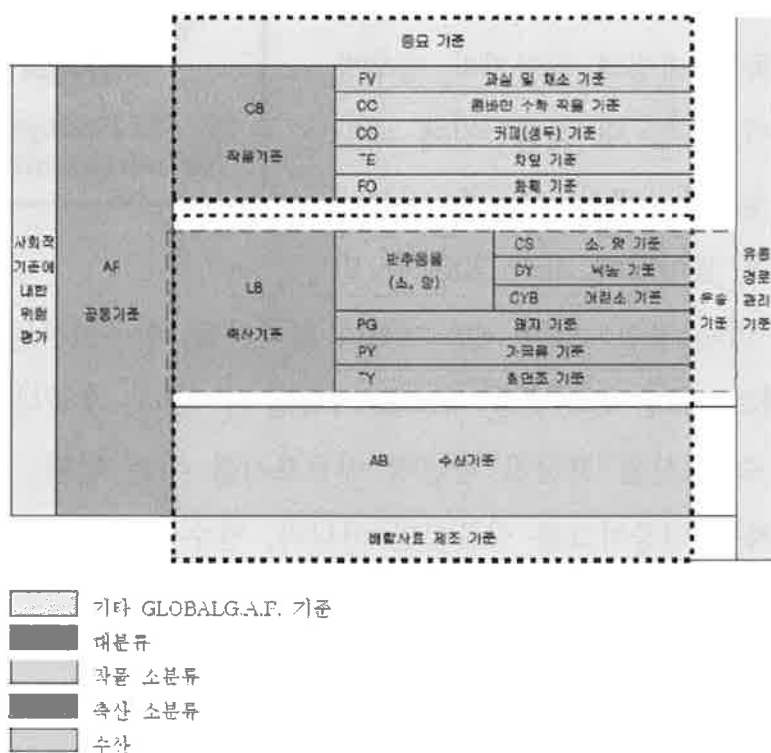 종묘 기준
CB
작물기준
FV 과실 및 채소 기준
CC 콤바인 수확 작물 기준
CO 커피(생두) 기준
TE 차잎 기준
FO 화훼 기준
사회적
기준에
대한
위험
평가
AF
공통기준
LB
축산기준
반추동물
(소, 양)
CS 소, 양 기준
DY 낙농 기준
CYB 어린소 기준
PG 돼지 기준
PY 가금류 기준
TY 칠면조 기준
운송
기준
유통
경로
관리
기준
AB 수산기준
배합사료 제조 기준
기타 GLOBALG.A.P. 기준
대분류
작물 소분류
축산 소분류
수산